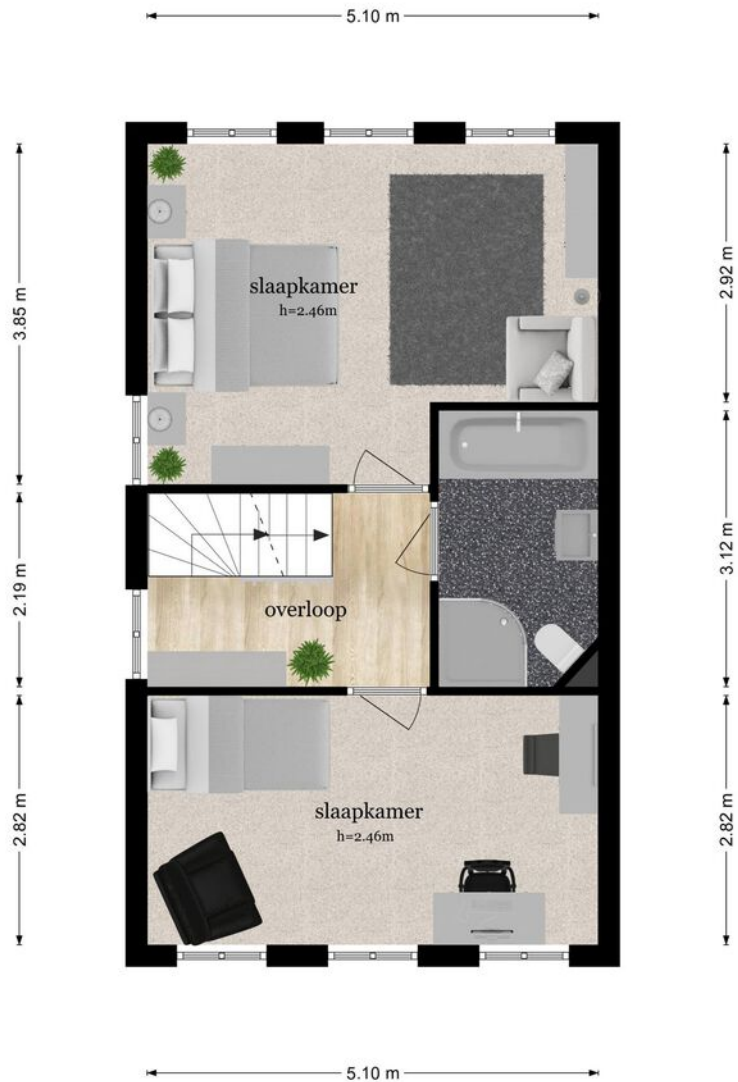 5.10 m
3.85 m
2.92 m
slaapkamer
h=2.46m
2.19 m
3.12 m
overloop
2.82 m
2.82 m
slaapkamer
h=2.46m
5.10 m